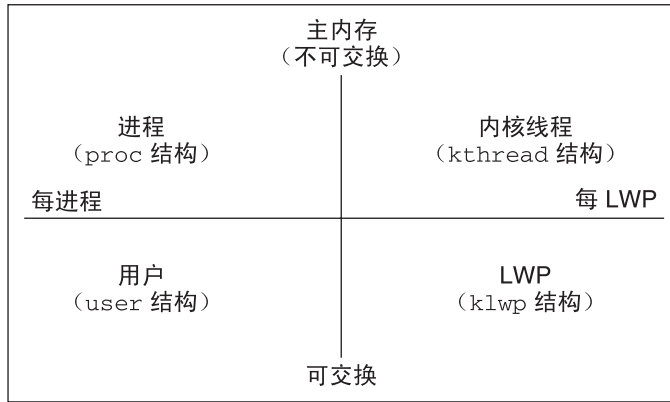 主内存
（不可交换）
进程
（proc 结构）
内核线程
（kthread 结构）
每进程
每 LWP
用户
（user 结构）
LWP
（klwp 结构）
可交换